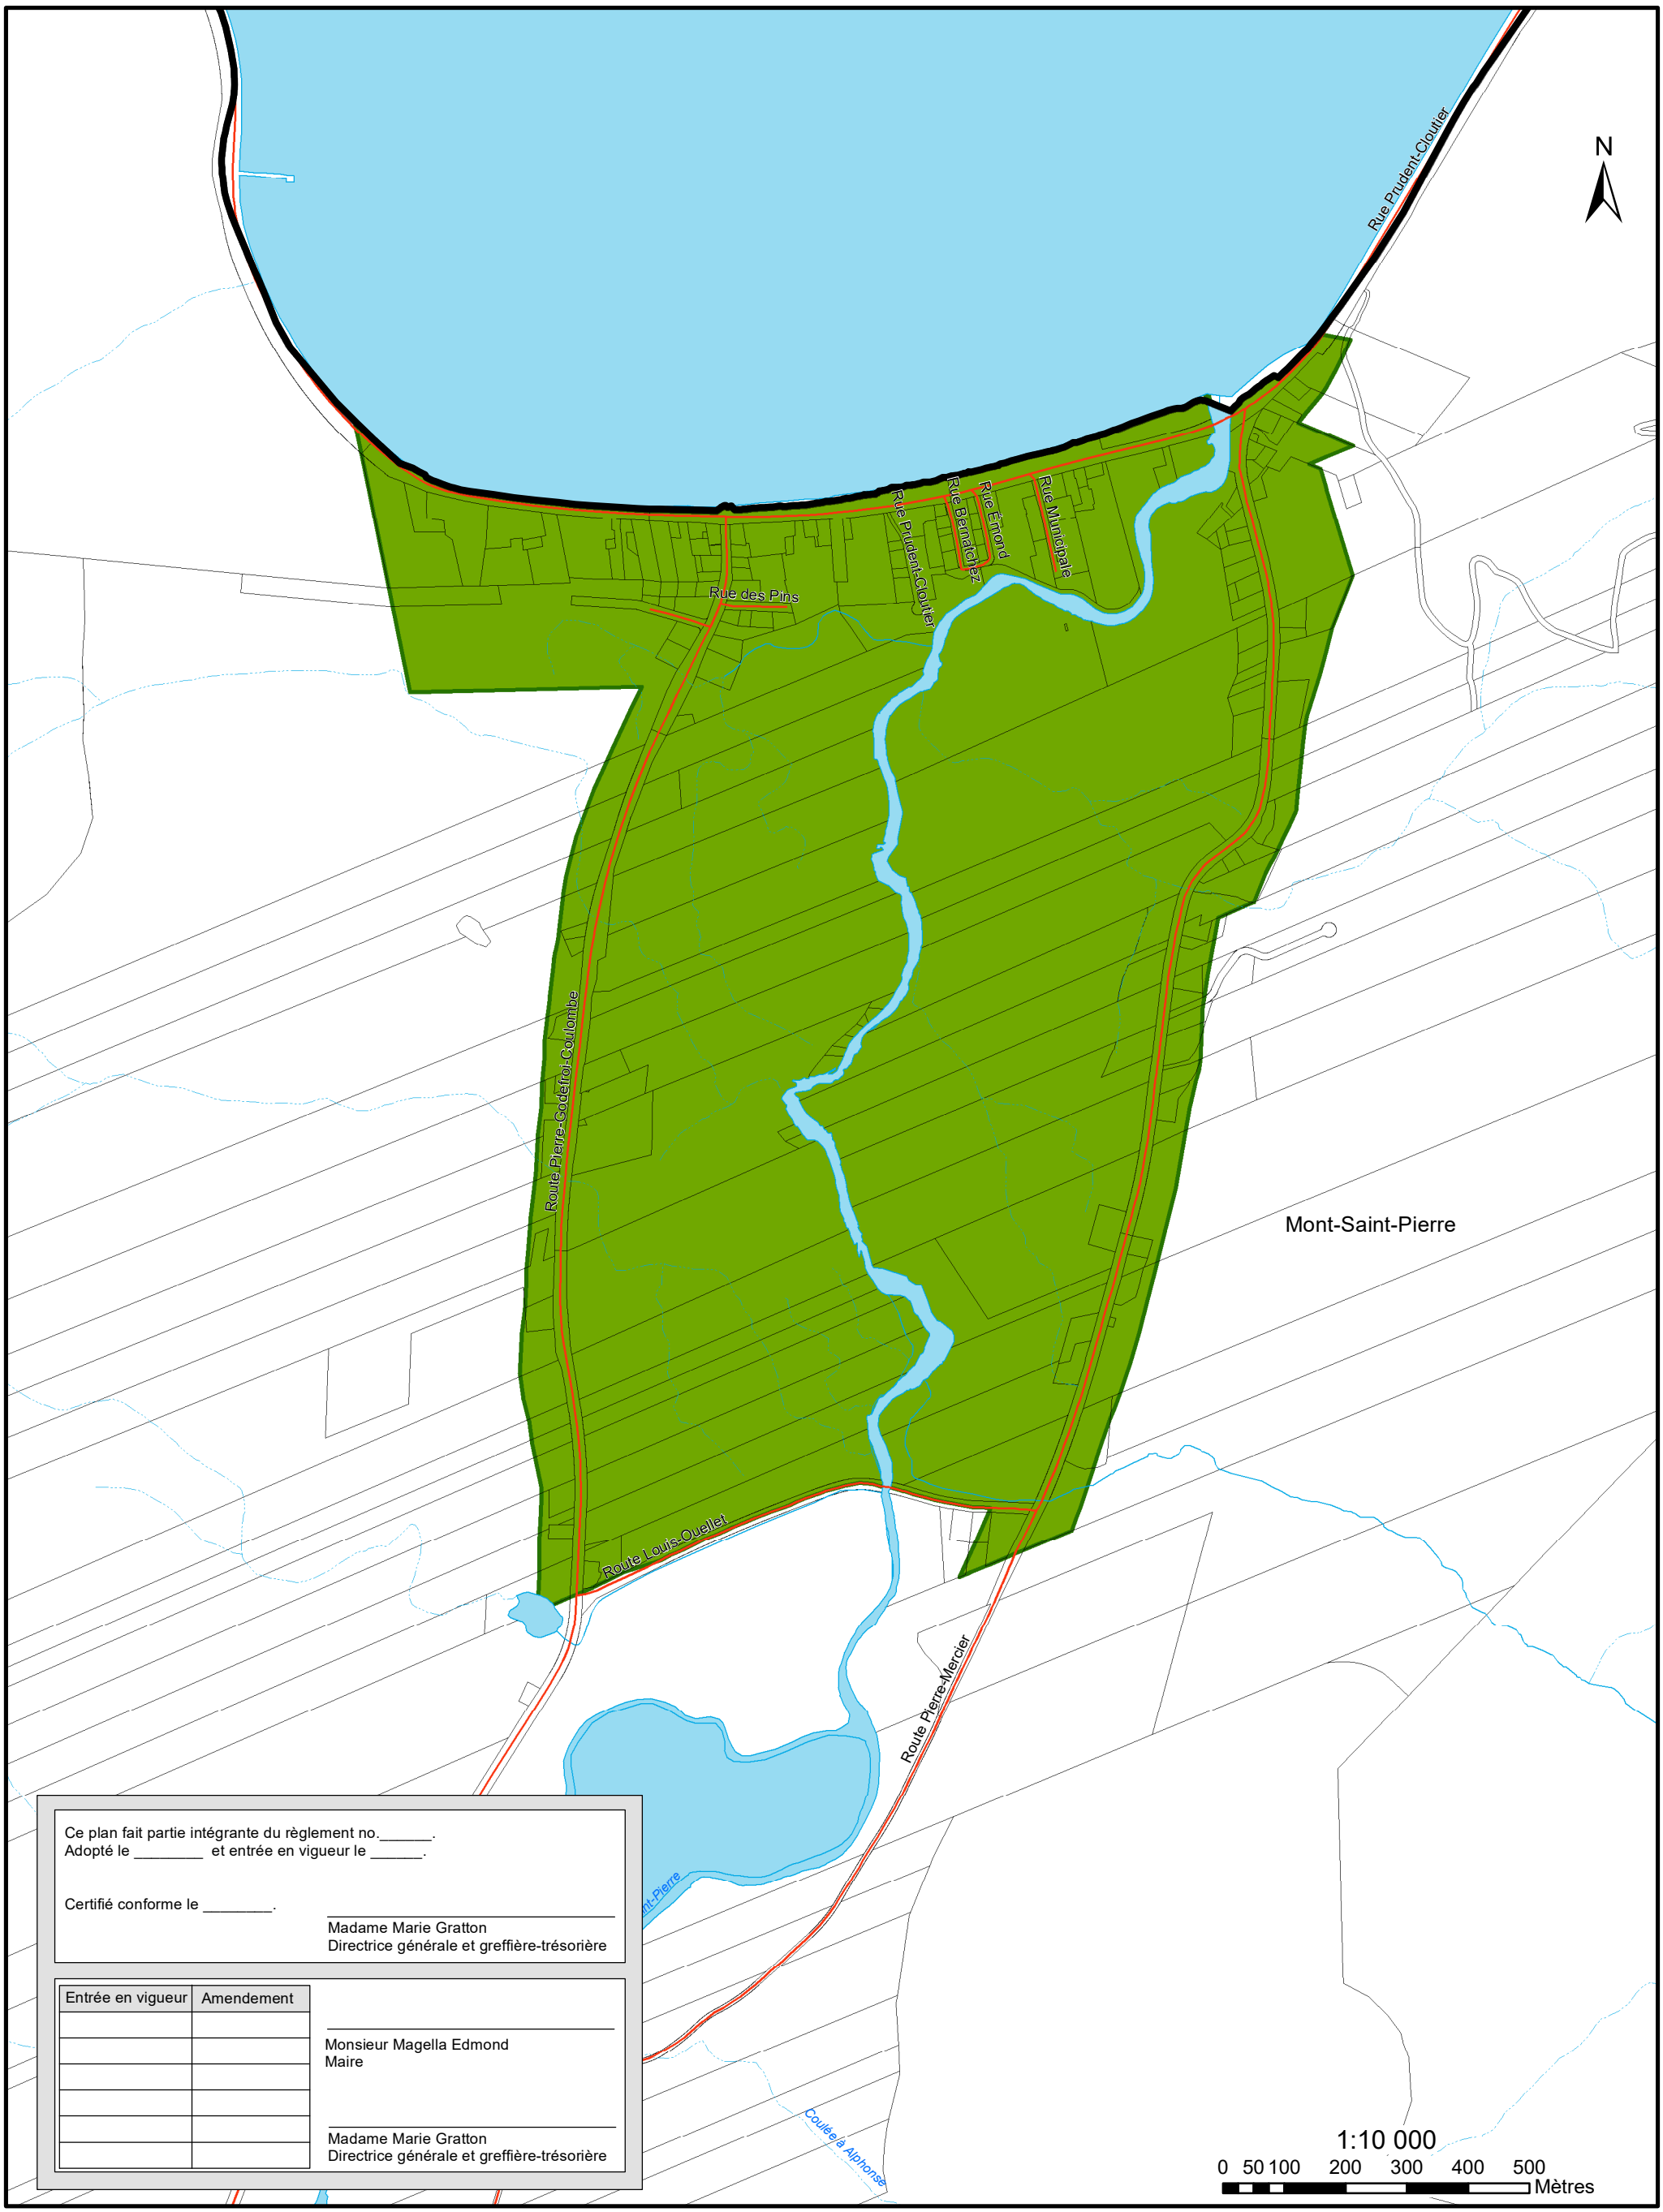 N
Rue Prudent-Cloutier
Rue Prudent-Cloutier
Rue Bernatchez
Rue Émond
Rue Municipale
Rue des Pins
Route Pierre-Godefroi-Coulombe
Mont-Saint-Pierre
Route Louis-Ouellet
Route Pierre-Mercier
int-Pierre
Coulée à Alphonse
Ce plan fait partie intégrante du règlement no.______.
Adopté le ________ et entrée en vigueur le ______.
Certifié conforme le ________.
Madame Marie Gratton
Directrice générale et greffière-trésorière
Entrée en vigueur Amendement
Monsieur Magella Edmond
Maire
Madame Marie Gratton
Directrice générale et greffière-trésorière
1:10 000
0 50 100 200 300 400 500
Mètres